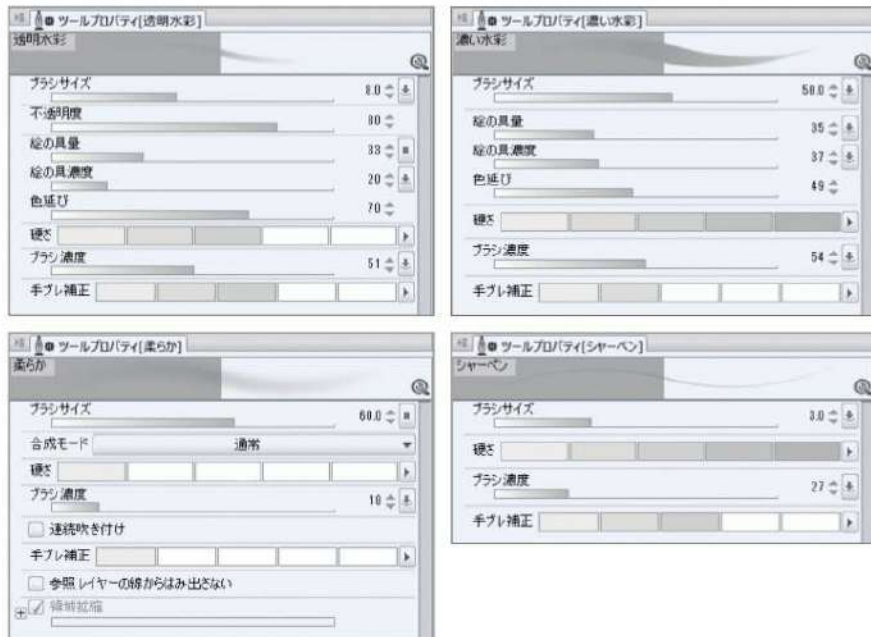 ツールプロパティ[透明水彩]
透明水彩
ブラシサイズ 8.0
不透明度 80
絵の具量 33
絵の具濃度 20
色延び 70
硬さ
ブラシ濃度 51
手ブレ補正
ツールプロパティ[濃い水彩]
濃い水彩
ブラシサイズ 50.0
絵の具量 35
絵の具濃度 37
色延び 49
硬さ
ブラシ濃度 54
手ブレ補正
ツールプロパティ[柔らか]
柔らか
ブラシサイズ 60.0
合成モード 通常
硬さ
ブラシ濃度 18
連続吹き付け
手ブレ補正
参照レイヤーの線からはみ出さない
領域拡縮
ツールプロパティ[シャーペン]
シャーペン
ブラシサイズ 3.0
硬さ
ブラシ濃度 27
手ブレ補正